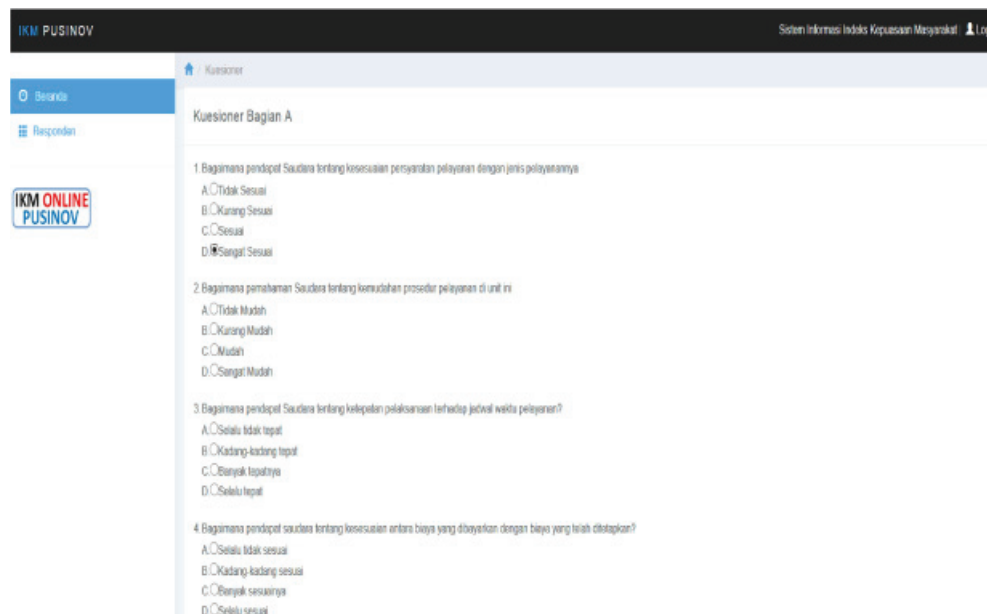 IKM PUSINOV
Sistem Informasi Indeks Kepuasaan Masyarakat | Log
/ Kuesioner
Beranda
Responden
IKM ONLINE
PUSINOV
Kuesioner Bagian A
1.Bagaimana pendapat Saudara tentang kesesuaian persyaratan pelayanan dengan jenis pelayanannya
A.Tidak Sesuai
B.Kurang Sesuai
C.Sesuai
D.Sangat Sesuai
2.Bagaimana pemahaman Saudara tentang kemudahan prosedur pelayanan di unit ini
A.Tidak Mudah
B.Kurang Mudah
C.Mudah
D.Sangat Mudah
3.Bagaimana pendapat Saudara tentang ketepatan pelaksanaan terhadap jadwal waktu pelayanan?
A.Selalu tidak tepat
B.Kadang-kadang tepat
C.Banyak tepatnya
D.Selalu tepat
4.Bagaimana pendapat saudara tentang kesesuaian antara biaya yang dibayarkan dengan biaya yang telah ditetapkan?
A.Selalu tidak sesuai
B.Kadang-kadang sesuai
C.Banyak sesuainya
D.Selalu sesuai